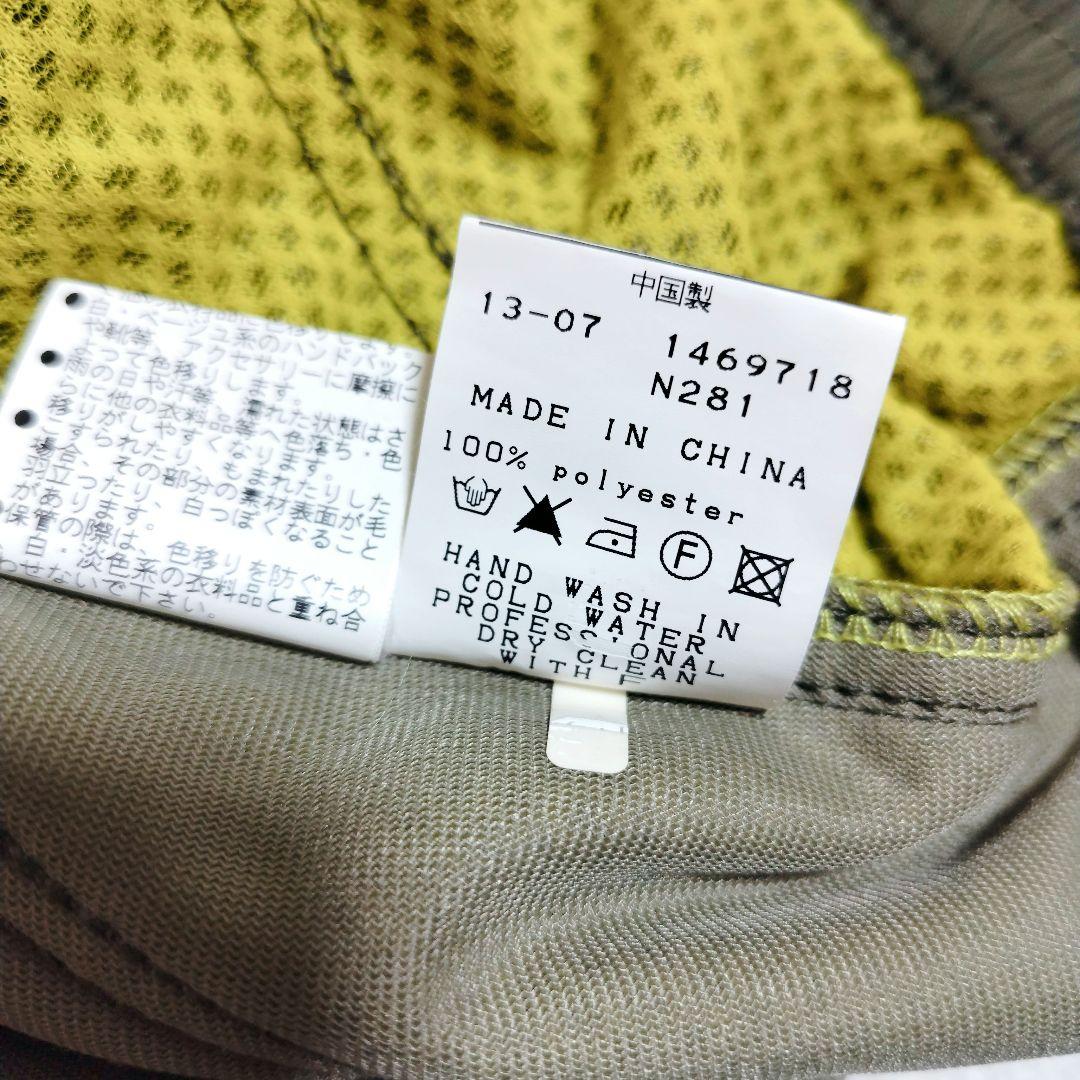 白・ベージュ系のハンドバック
や靴等、アクセサリーに摩擦に
よって色移りします。
雨の日や汗等、濡れた状態はさ
らに他の衣料品等へ色落ち・色
移りがしやすくなります。
こすられたり、もまれたりした
場合、その部分の素材表面が毛
羽立ったり、白っぽくなること
があります。
●保管の際は、色移りを防ぐため
白・淡色系の衣料品と重ね合
わせないで下さい。
中国製
13-07 1469718
N281
MADE IN CHINA
100% polyester
F
HAND WASH IN
COLD WATER
PROFESSIONAL
DRY CLEAN
WITH F